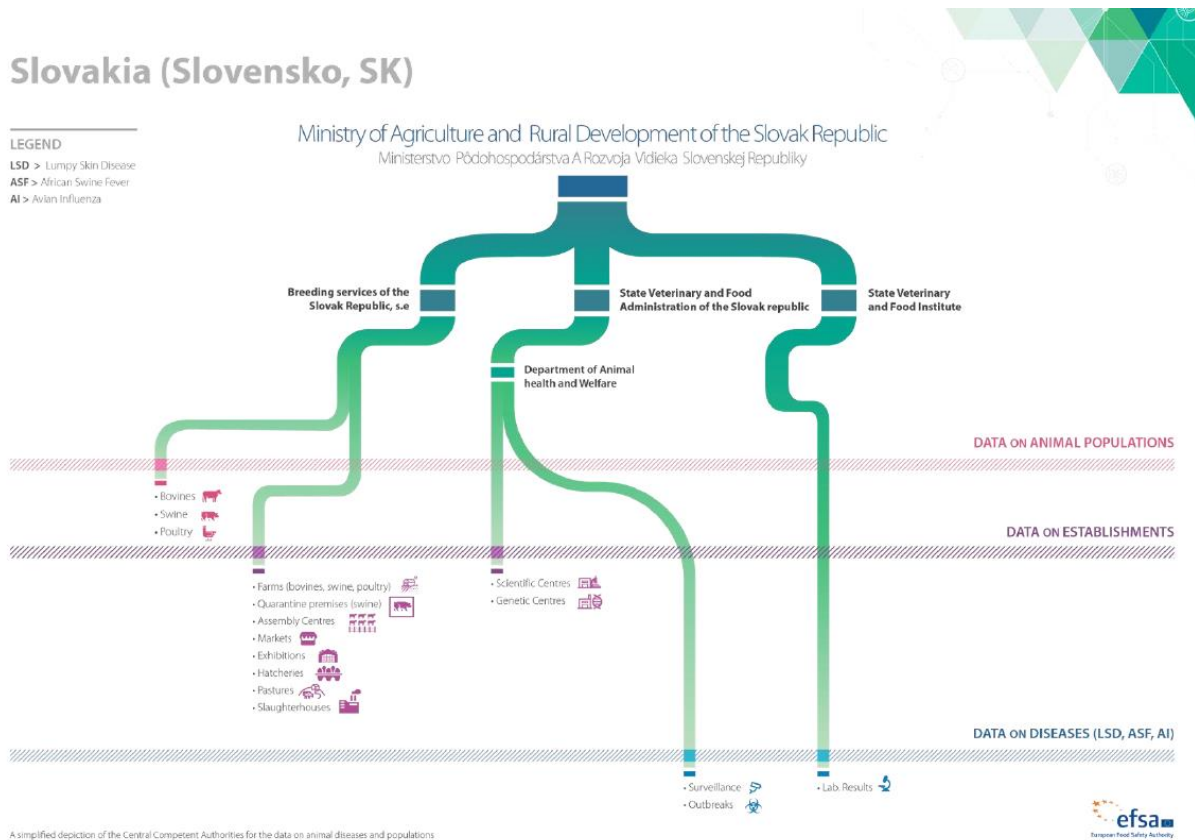 Slovakia (Slovensko, SK)
LEGEND
LSD > Lumpy Skin Disease
ASF > African Swine Fever
AI > Avian Influenza
Ministry of Agriculture and Rural Development of the Slovak Republic
Ministerstvo Pôdohospodárstva A Rozvoja Vidieka Slovenskej Republiky
Breeding services of the
Slovak Republic, s.e
State Veterinary and Food
Administration of the Slovak republic
State Veterinary
and Food Institute
Department of Animal
health and Welfare
DATA ON ANIMAL POPULATIONS
• Bovines
• Swine
• Poultry
DATA ON ESTABLISHMENTS
• Farms (bovines, swine, poultry)
• Quarantine premises (swine)
• Assembly Centres
• Markets
• Exhibitions
• Hatcheries
• Pastures
• Slaughterhouses
• Scientific Centres
• Genetic Centres
DATA ON DISEASES (LSD, ASF, AI)
• Surveillance
• Outbreaks
• Lab. Results
A simplified depiction of the Central Competent Authorities for the data on animal diseases and populations
efsa
European Food Safety Authority